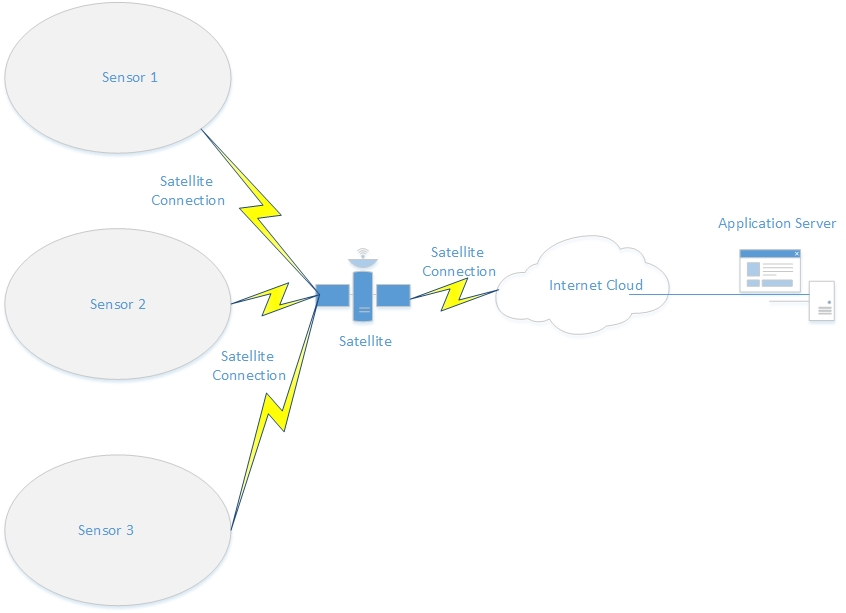 Sensor 1
Satellite
Connection
Application Server
Satellite
Connection
Internet Cloud
Sensor 2
Satellite
Satellite
Connection
Sensor 3